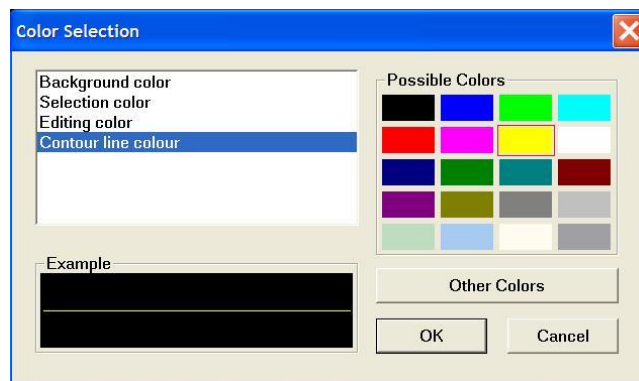 Color Selection
Background color
Selection color
Editing color
Contour line colour
Possible Colors
Example
Other Colors
OK
Cancel